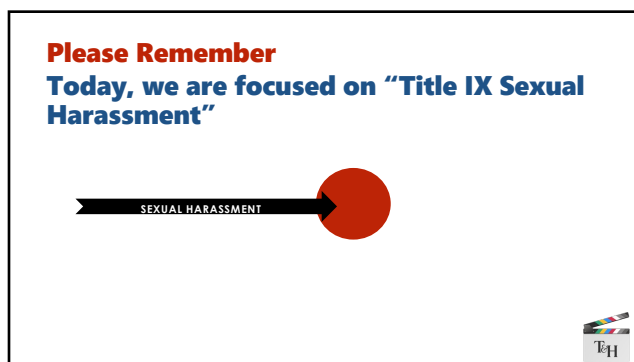 Please Remember
Today, we are focused on “Title IX Sexual
Harassment”
SEXUAL HARASSMENT
T&H